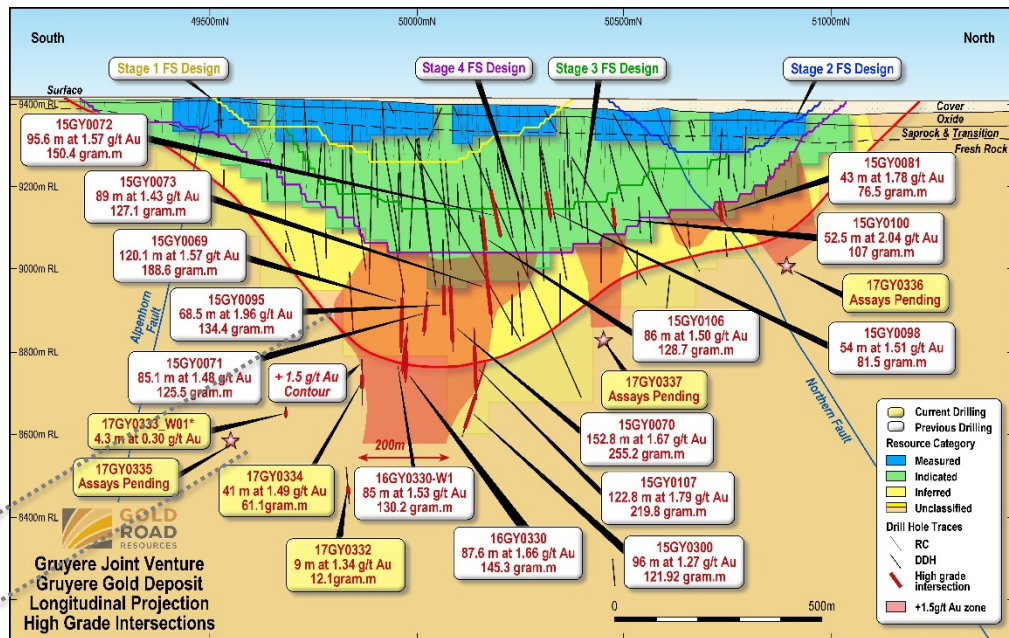 49500mN
50000mN
50500mN
51000mN
South
North
Stage 1 FS Design
Stage 4 FS Design
Stage 3 FS Design
Stage 2 FS Design
Surface
9400m RL
9200m RL
9000m RL
8800m RL
8600m RL
8400m RL
Cover
Oxide
Saprock & Transition
Fresh Rock
15GY0072
95.6 m at 1.57 g/t Au
150.4 gram.m
15GY0073
89 m at 1.43 g/t Au
127.1 gram.m
15GY0069
120.1 m at 1.57 g/t Au
188.6 gram.m
15GY0095
68.5 m at 1.96 g/t Au
134.4 gram.m
15GY0071
85.1 m at 1.48 g/t Au
125.5 gram.m
+ 1.5 g/t Au
Contour
17GY0333_W01*
4.3 m at 0.30 g/t Au
17GY0335
Assays Pending
17GY0334
41 m at 1.49 g/t Au
61.1gram.m
200m
16GY0330-W1
85 m at 1.53 g/t Au
130.2 gram.m
17GY0332
9 m at 1.34 g/t Au
12.1gram.m
16GY0330
87.6 m at 1.66 g/t Au
145.3 gram.m
15GY0300
96 m at 1.27 g/t Au
121.92 gram.m
15GY0107
122.8 m at 1.79 g/t Au
219.8 gram.m
15GY0070
152.8 m at 1.67 g/t Au
255.2 gram.m
17GY0337
Assays Pending
15GY0106
86 m at 1.50 g/t Au
128.7 gram.m
15GY0081
43 m at 1.78 g/t Au
76.5 gram.m
15GY0100
52.5 m at 2.04 g/t Au
107 gram.m
17GY0336
Assays Pending
15GY0098
54 m at 1.51 g/t Au
81.5 gram.m
Alpenhorn
Fault
Northern Fault
Current Drilling
Previous Drilling
Resource Category
Measured
Indicated
Inferred
Unclassified
Drill Hole Traces
RC
DDH
High grade
intersection
+1.5g/t Au zone
0
500m
GOLD
ROAD
RESOURCES
Gruyere Joint Venture
Gruyere Gold Deposit
Longitudinal Projection
High Grade Intersections